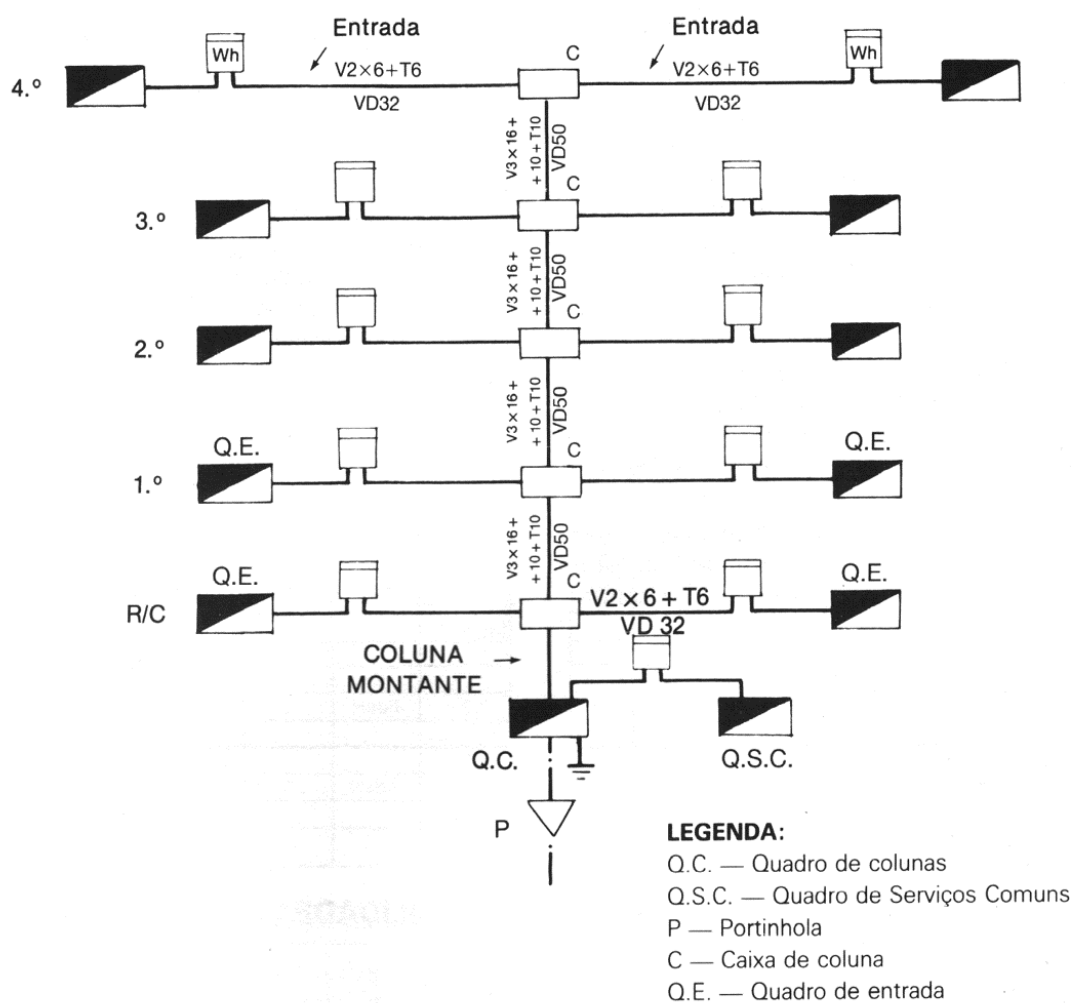 Entrada
Entrada
Wh
C
Wh
4.º
V2×6+T6
V2×6+T6
VD32
VD32
V3×16+
+10+T10
VD50
C
3.º
V3×16+
+10+T10
VD50
C
2.º
V3×16+
+10+T10
VD50
C
Q.E.
Q.E.
1.º
V3×16+
+10+T10
VD50
C
Q.E.
Q.E.
R/C
V2×6+T6
VD 32
COLUNA
MONTANTE
Q.C.
Q.S.C.
P
LEGENDA:
Q.C. — Quadro de colunas
Q.S.C. — Quadro de Serviços Comuns
P — Portinhola
C — Caixa de coluna
Q.E. — Quadro de entrada